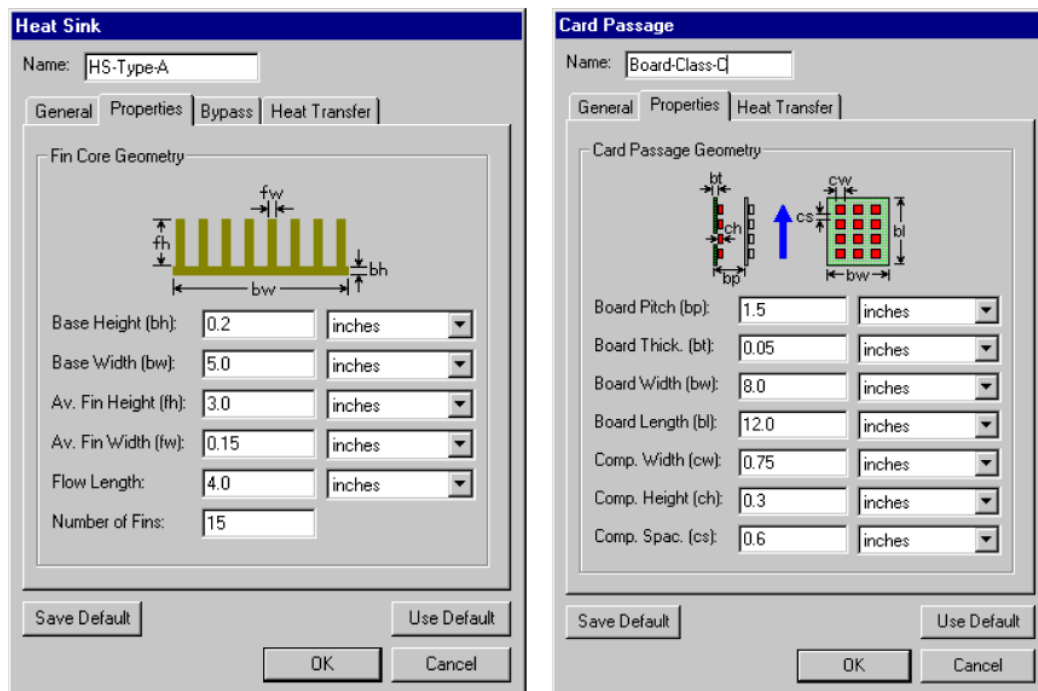 Heat Sink
Name: HS-Type-A
General Properties Bypass Heat Transfer
Fin Core Geometry
fw
fh
bh
bw
Base Height (bh): 0.2 inches
Base Width (bw): 5.0 inches
Av. Fin Height (fh): 3.0 inches
Av. Fin Width (fw): 0.15 inches
Flow Length: 4.0 inches
Number of Fins: 15
Save Default Use Default
OK Cancel
Card Passage
Name: Board-Class-C
General Properties Heat Transfer
Card Passage Geometry
bt cw
cs
ch bl
bp bw
Board Pitch (bp): 1.5 inches
Board Thick. (bt): 0.05 inches
Board Width (bw): 8.0 inches
Board Length (bl): 12.0 inches
Comp. Width (cw): 0.75 inches
Comp. Height (ch): 0.3 inches
Comp. Spac. (cs): 0.6 inches
Save Default Use Default
OK Cancel